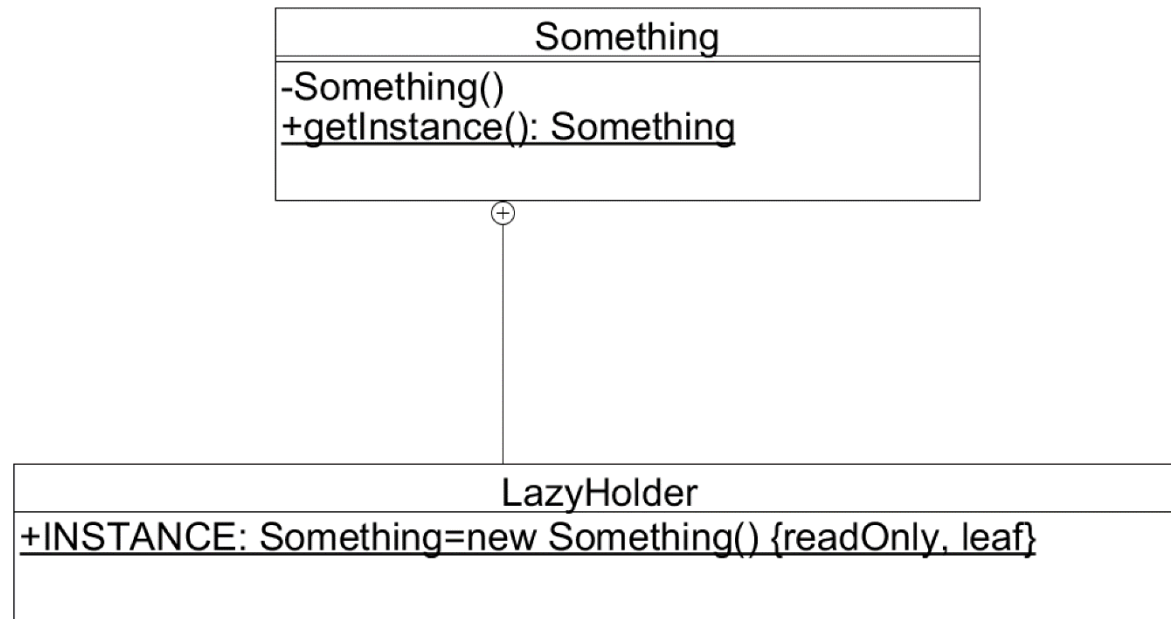 Something
-Something()
+getInstance(): Something
LazyHolder
+INSTANCE: Something=new Something() {readOnly, leaf}